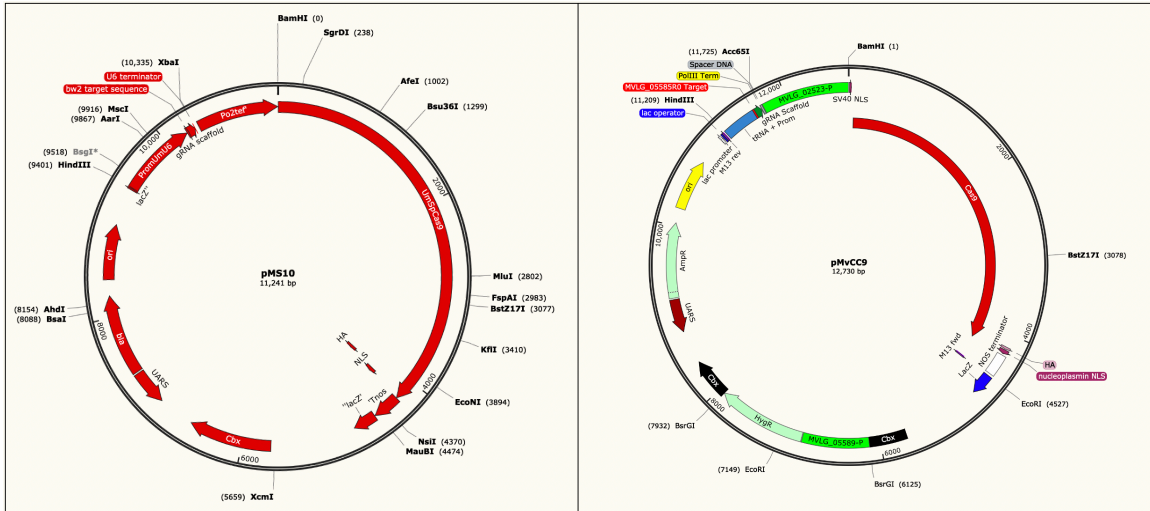 BamHI (0)
SgrDI (238)
(10,335) XbaI
U6 terminator
bw2 target sequence
AfeI (1002)
(9916) MscI
(9867) AarI
Bsu36I (1299)
Po2tef'
10,000
gRNA scaffold
PromUmU6
(9518) BsgI*
(9401) HindIII
lacZ''
2000
UmSpCas9
ori
pMS10
11,241 bp
MluI (2802)
FspAI (2983)
BstZ17I (3077)
(8154) AhdI
(8088) BsaI
8000
bla
HA
NLS
KflI (3410)
UARS
4000
EcoNI (3894)
'Tnos
''lacZ'
NsiI (4370)
MauBI (4474)
Cbx
6000
(5659) XcmI
BamHI (1)
(11,725) Acc65I
Spacer DNA
PolIII Term
MVLG_05585R0 Target
(11,209) HindIII
lac operator
12,000
MVLG_02523-P
SV40 NLS
gRNA Scaffold
tRNA + Prom
M13 rev
lac promoter
2000
ori
Cas9
10,000
AmpR
pMvCC9
12,730 bp
BstZ17I (3078)
UARS
M13 fwd
NOS terminator
4000
LacZ
HA
nucleoplasmin NLS
EcoRI (4527)
Cbx
8000
(7932) BsrGI
HygR
MVLG_05589-P
Cbx
6000
(7149) EcoRI
BsrGI (6125)